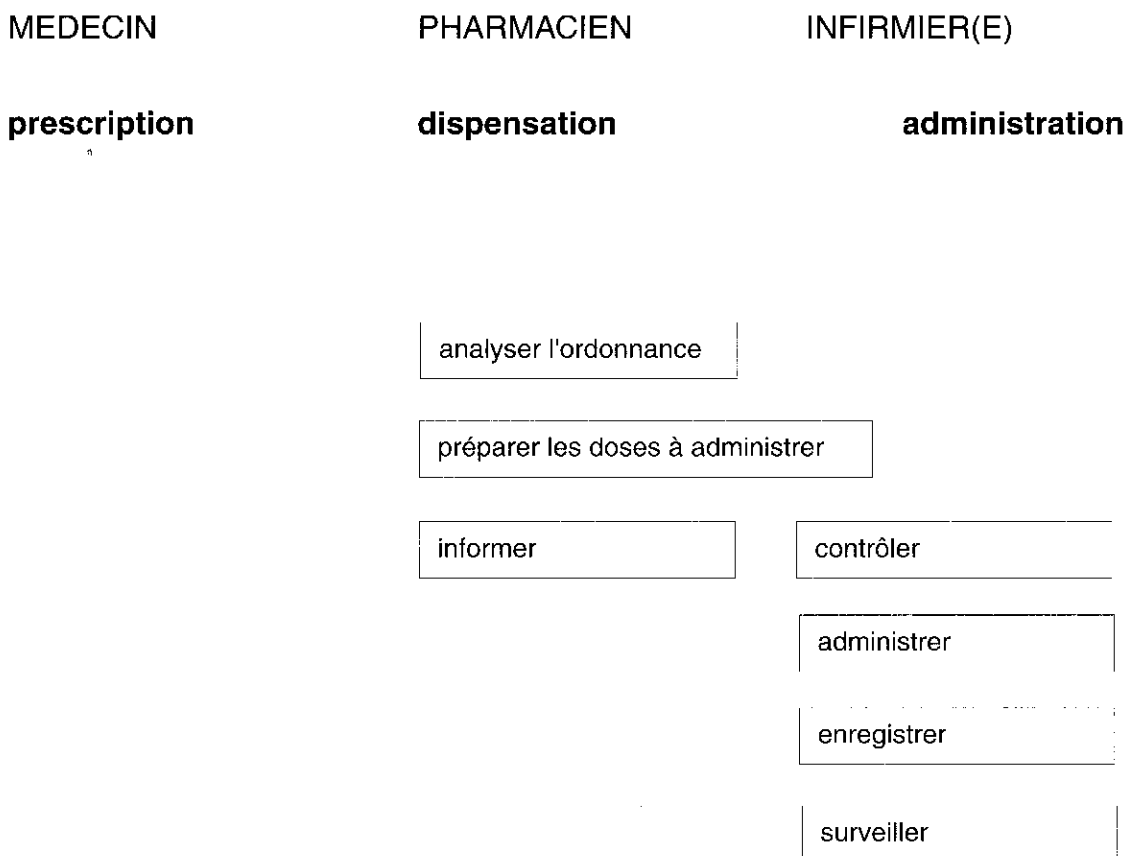 MEDECIN PHARMACIEN INFIRMIER(E)
prescription dispensation administration
analyser l'ordonnance
préparer les doses à administrer
informer contrôler
administrer
enregistrer
surveiller